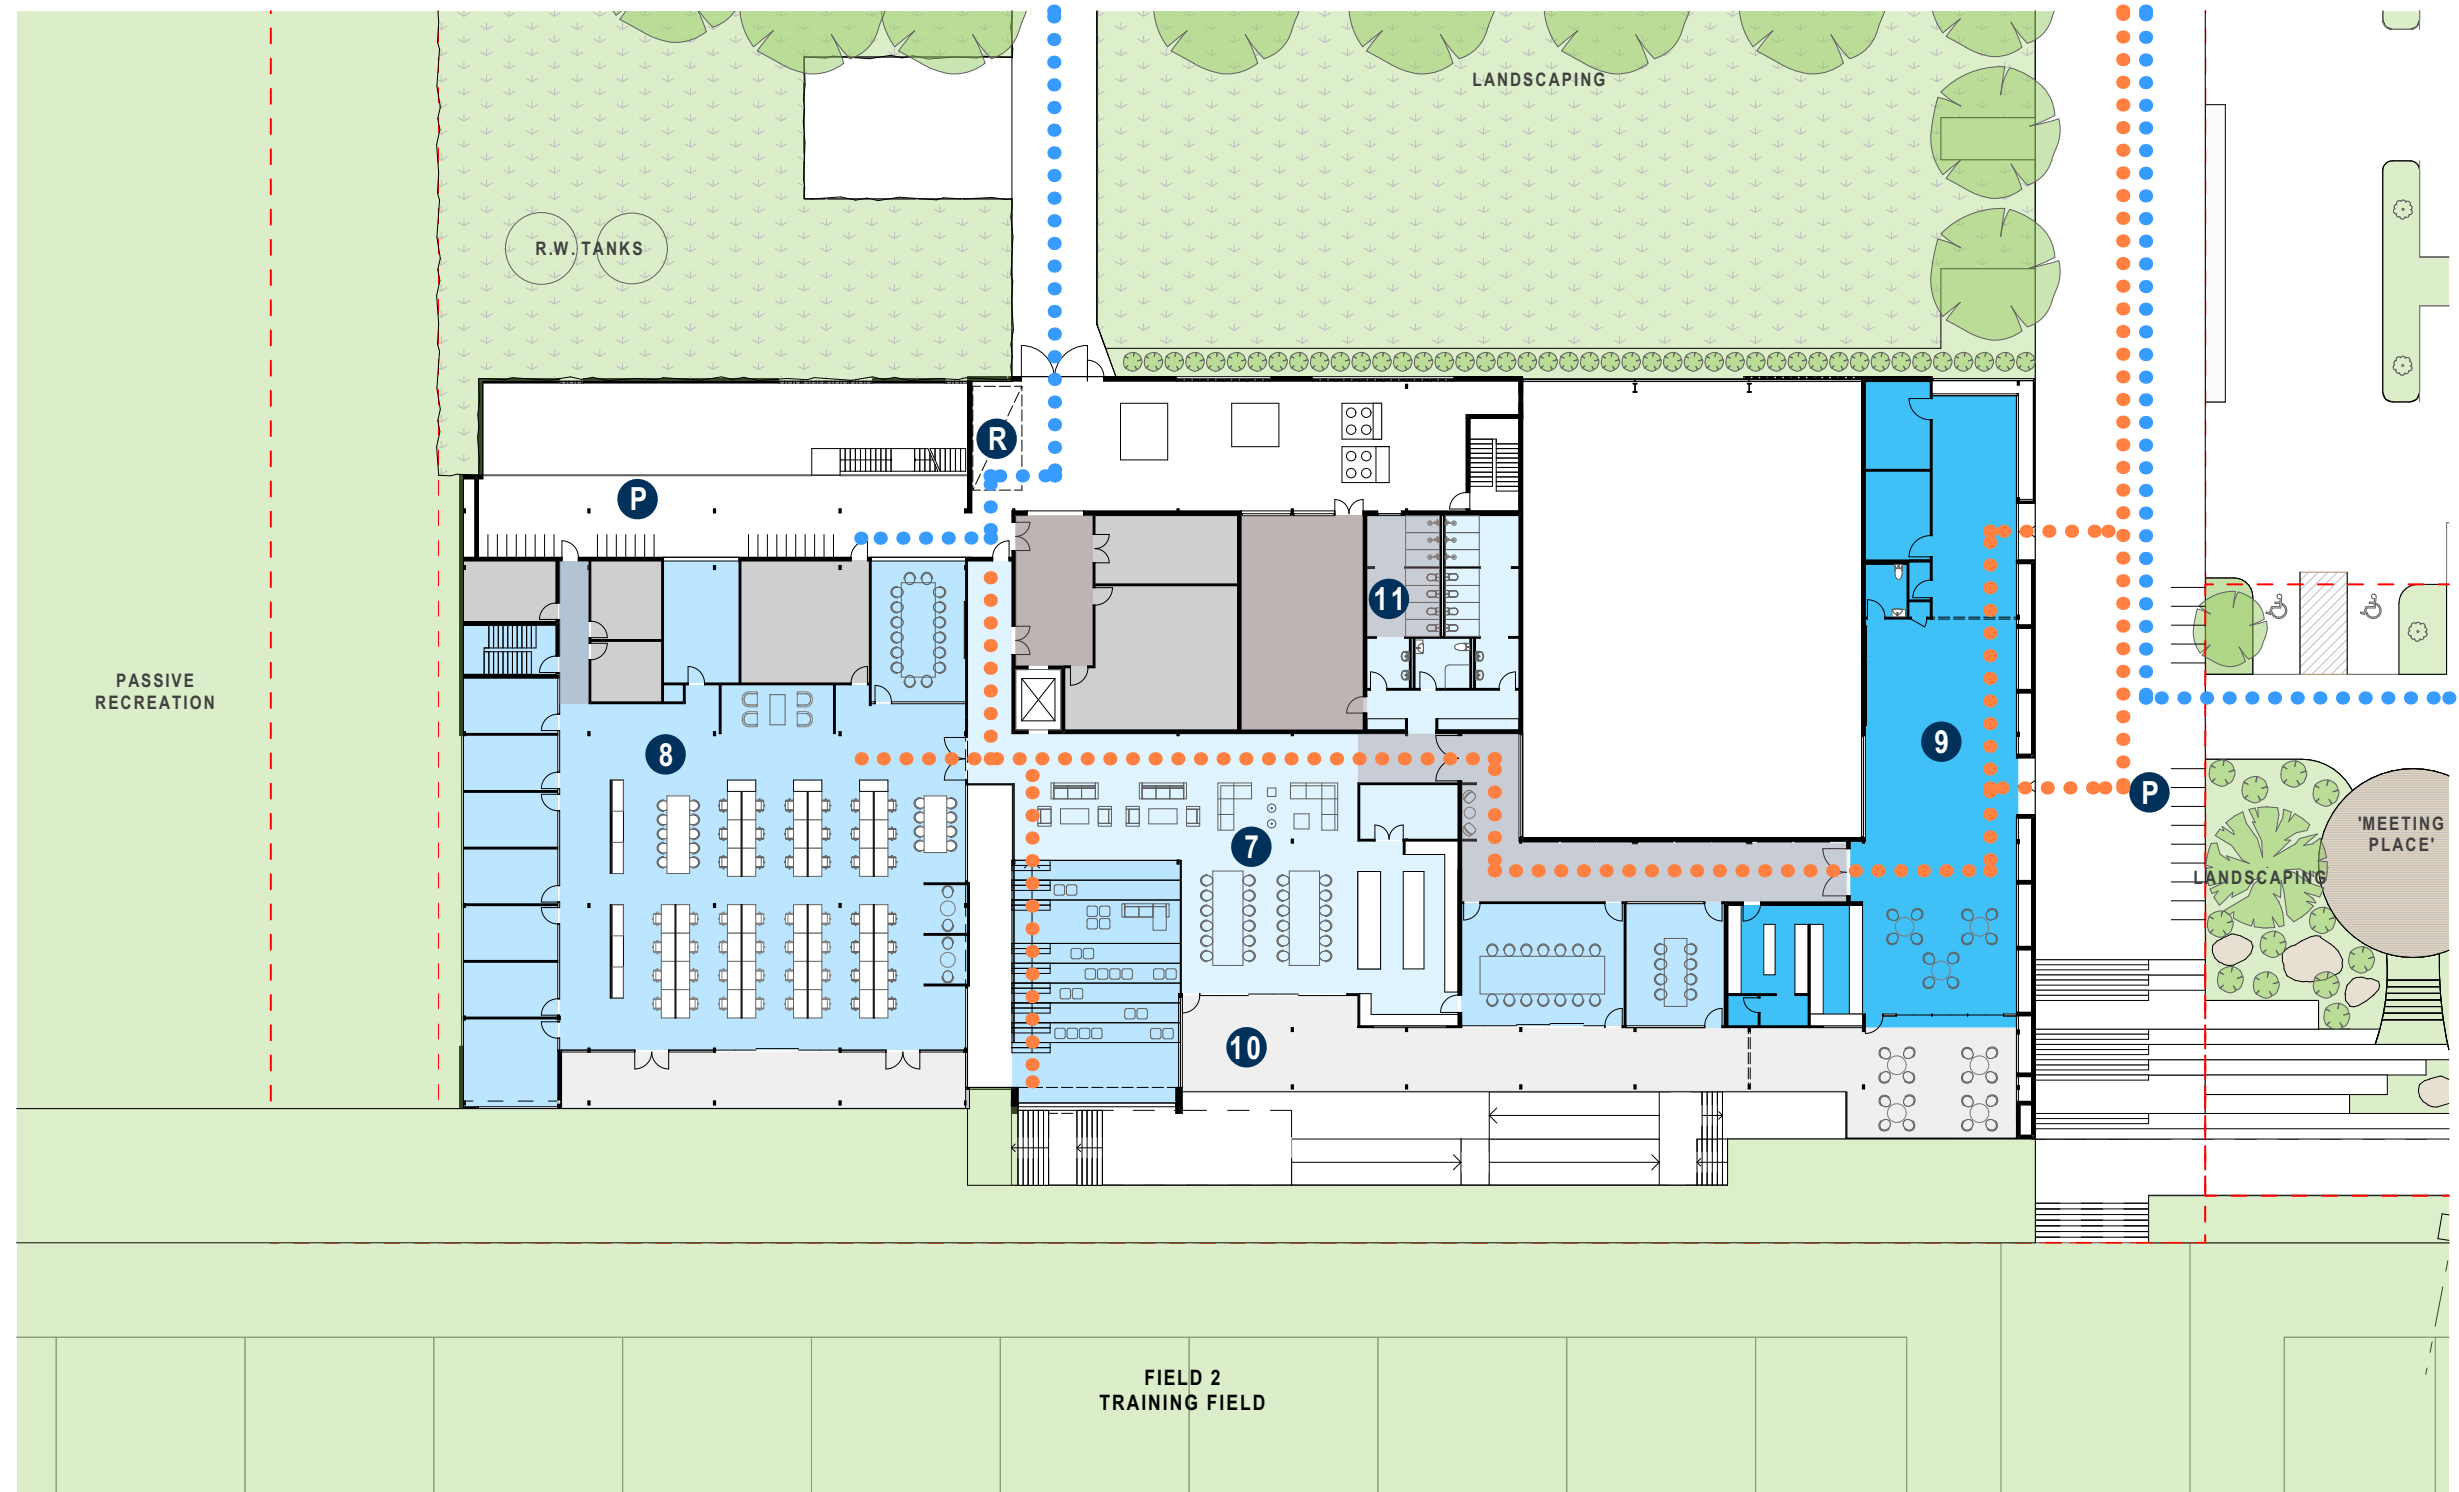 LANDSCAPING
R.W. TANKS
R
P
11
PASSIVE
RECREATION
8
9
P
7
'MEETING
PLACE'
LANDSCAPING
10
FIELD 2
TRAINING FIELD